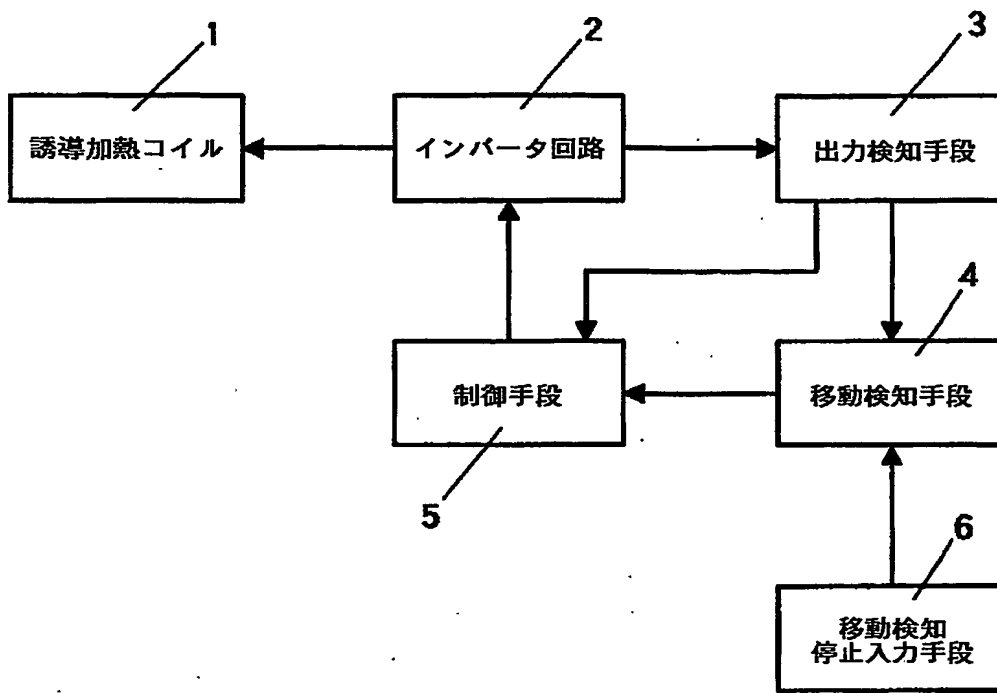 1
2
3
誘導加熱コイル
インバータ回路
出力検知手段
4
制御手段
移動検知手段
5
6
移動検知
停止入力手段